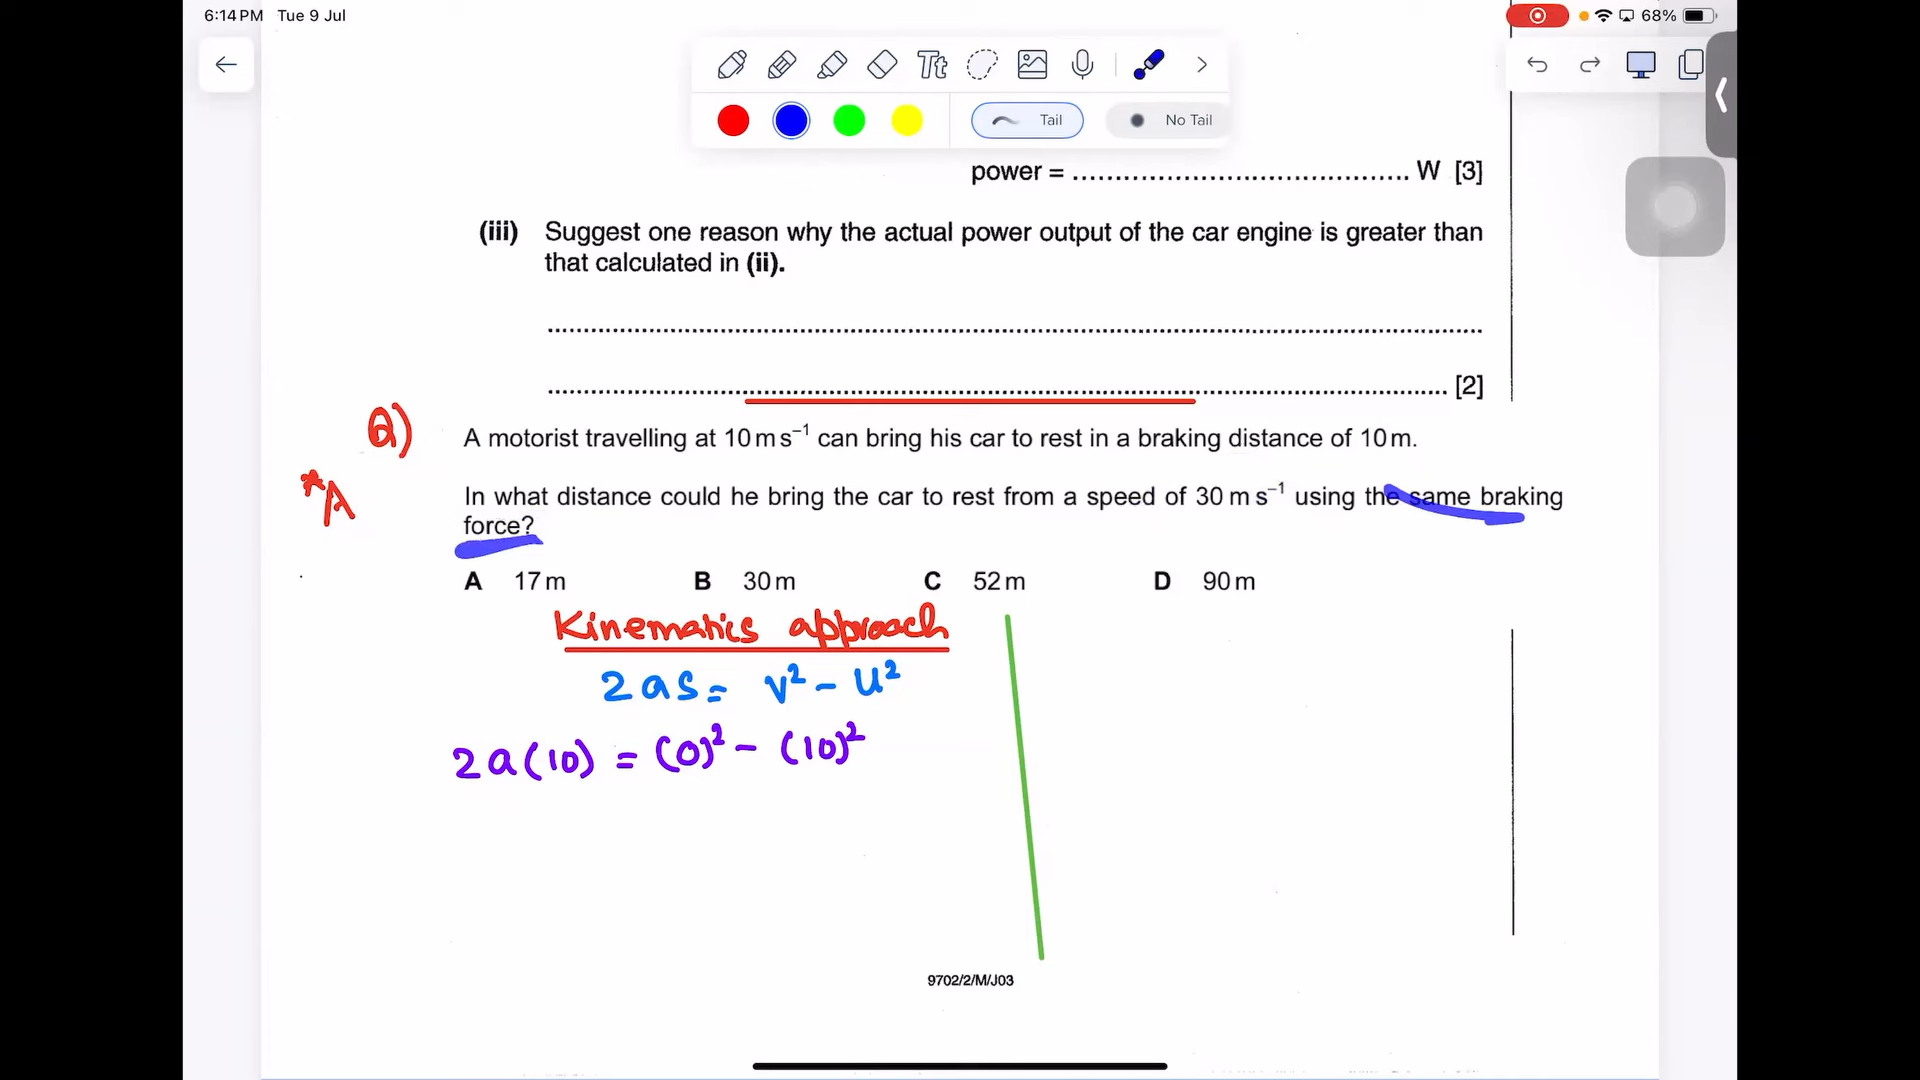 6:14PM Tue 9 Jul
68%
Tt
Tail
No Tail
power = ........................................ W [3]
(iii) Suggest one reason why the actual power output of the car engine is greater than
that calculated in (ii).
..........................................................................................
.......................................................................................... [2]
Q)
A motorist travelling at 10 m s⁻¹ can bring his car to rest in a braking distance of 10 m.
*A
In what distance could he bring the car to rest from a speed of 30 m s⁻¹ using the same braking
force?
A 17 m B 30 m C 52 m D 90 m
Kinematics approach
2as = v² - u²
2a(10) = (0)² - (10)²
9702/2/M/J03